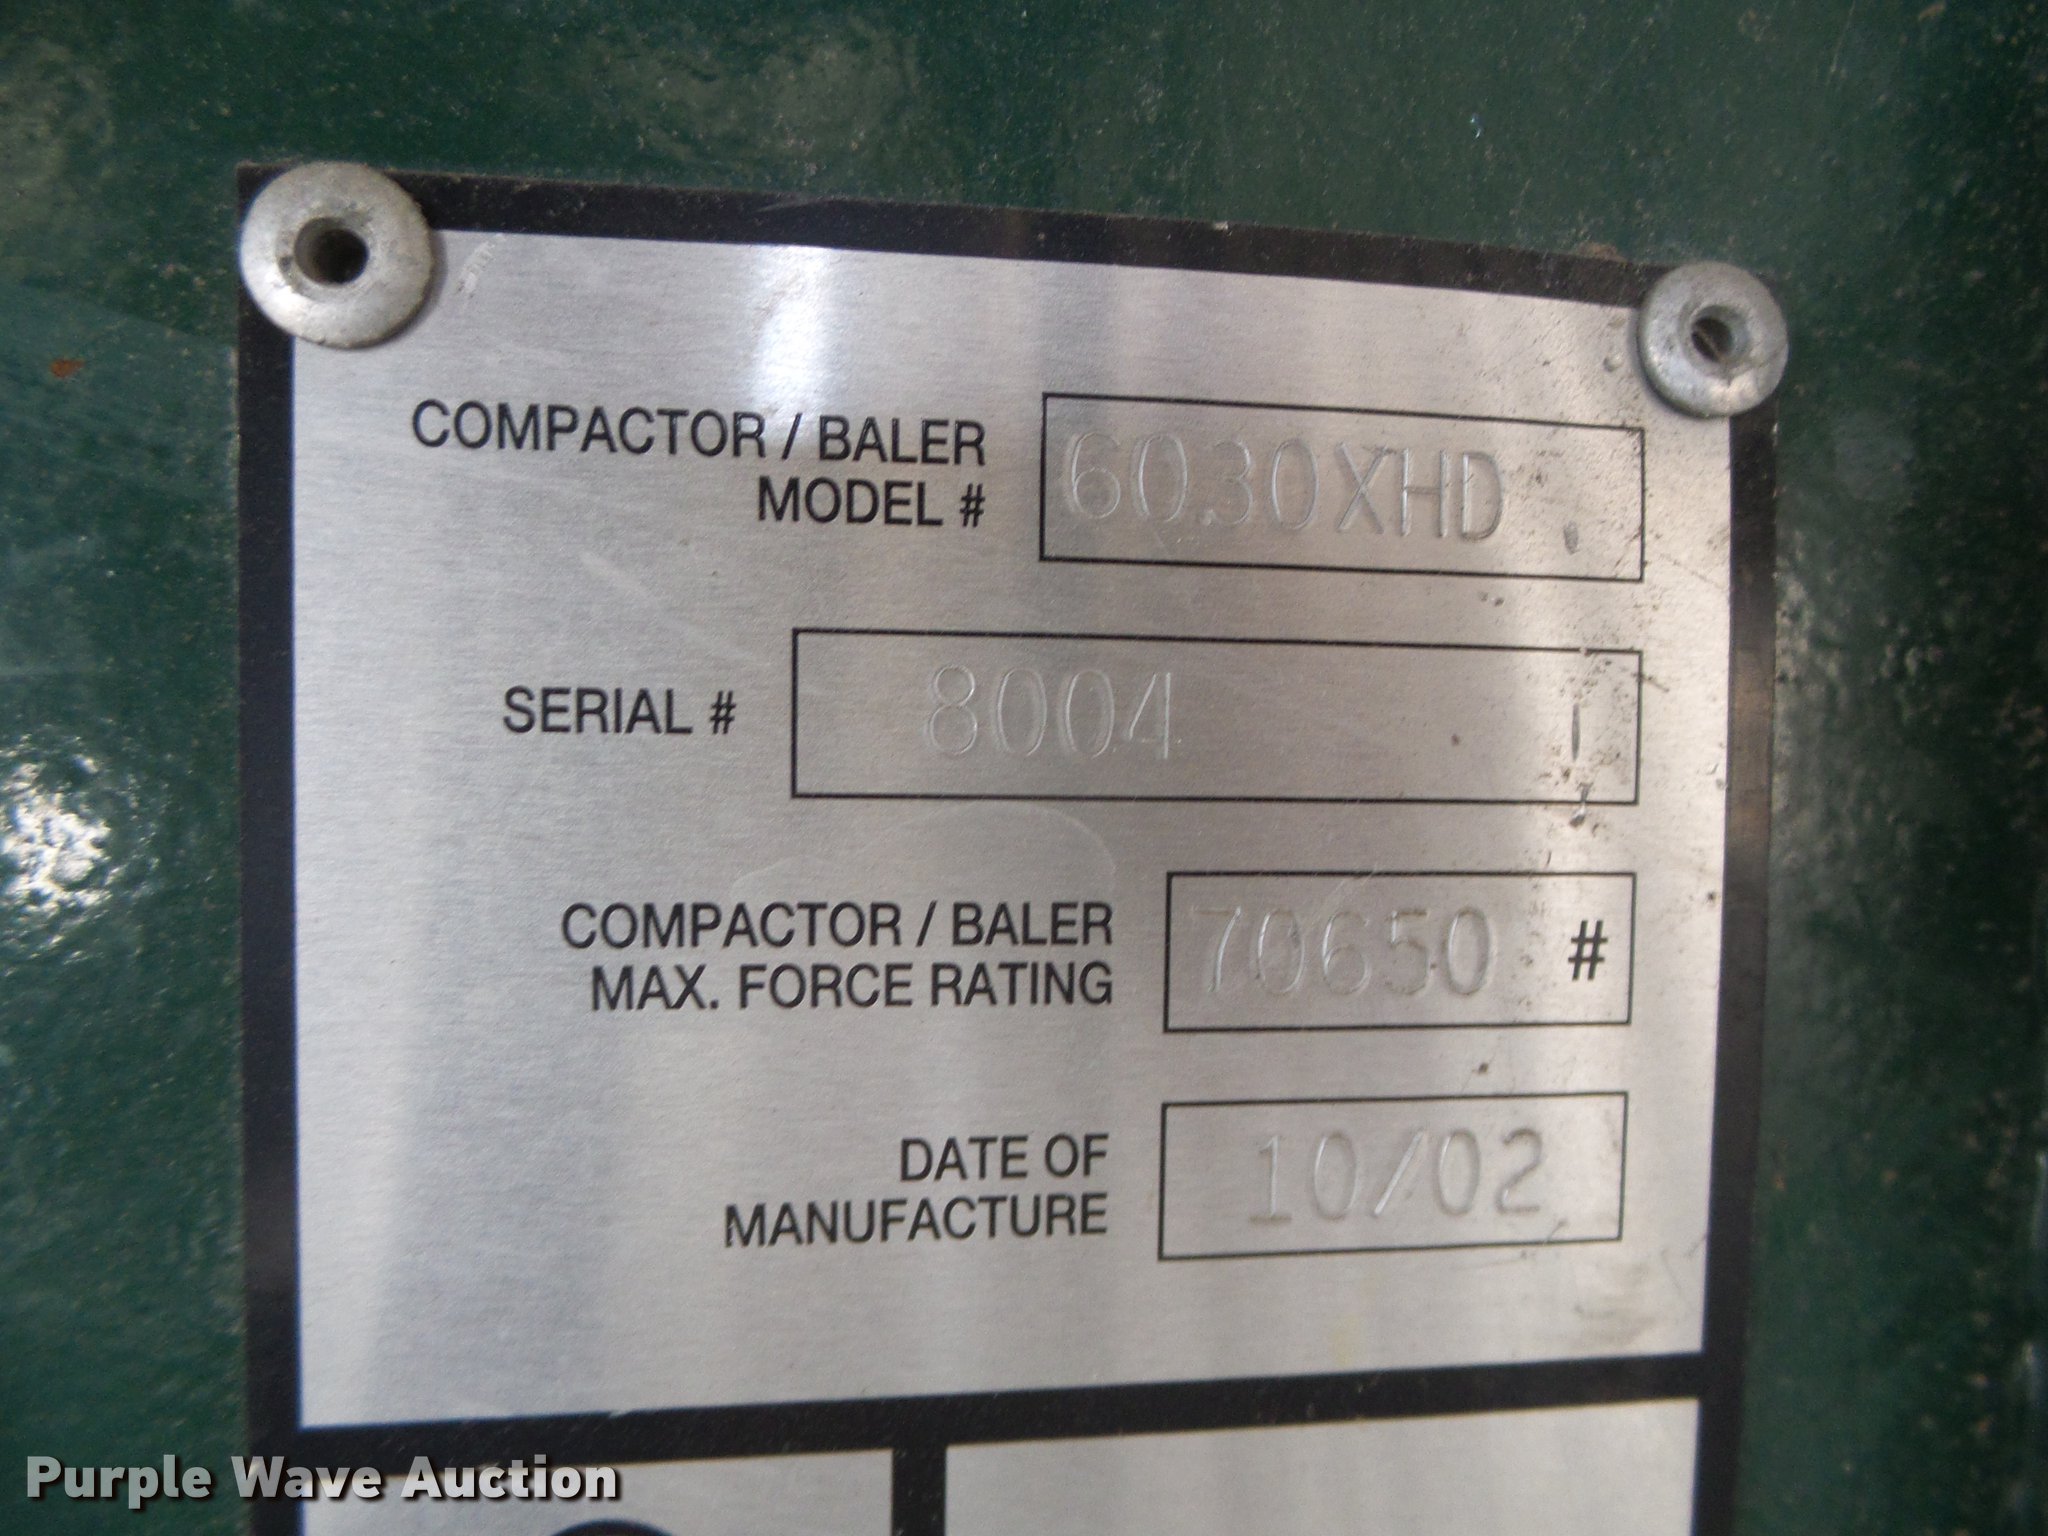 COMPACTOR / BALER
MODEL # 6030XHD
SERIAL # 8004
COMPACTOR / BALER
MAX. FORCE RATING 70650 #
DATE OF
MANUFACTURE 10/02
Purple Wave Auction